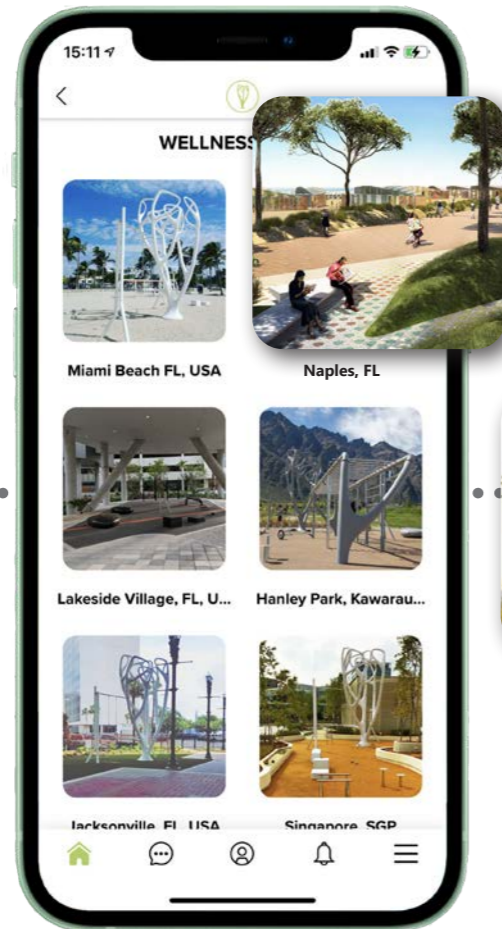 15:11
WELLNESS
Miami Beach FL, USA
Naples, FL
Lakeside Village, FL, U...
Hanley Park, Kawarau...
Jacksonville, FL, USA
Singapore, SGP